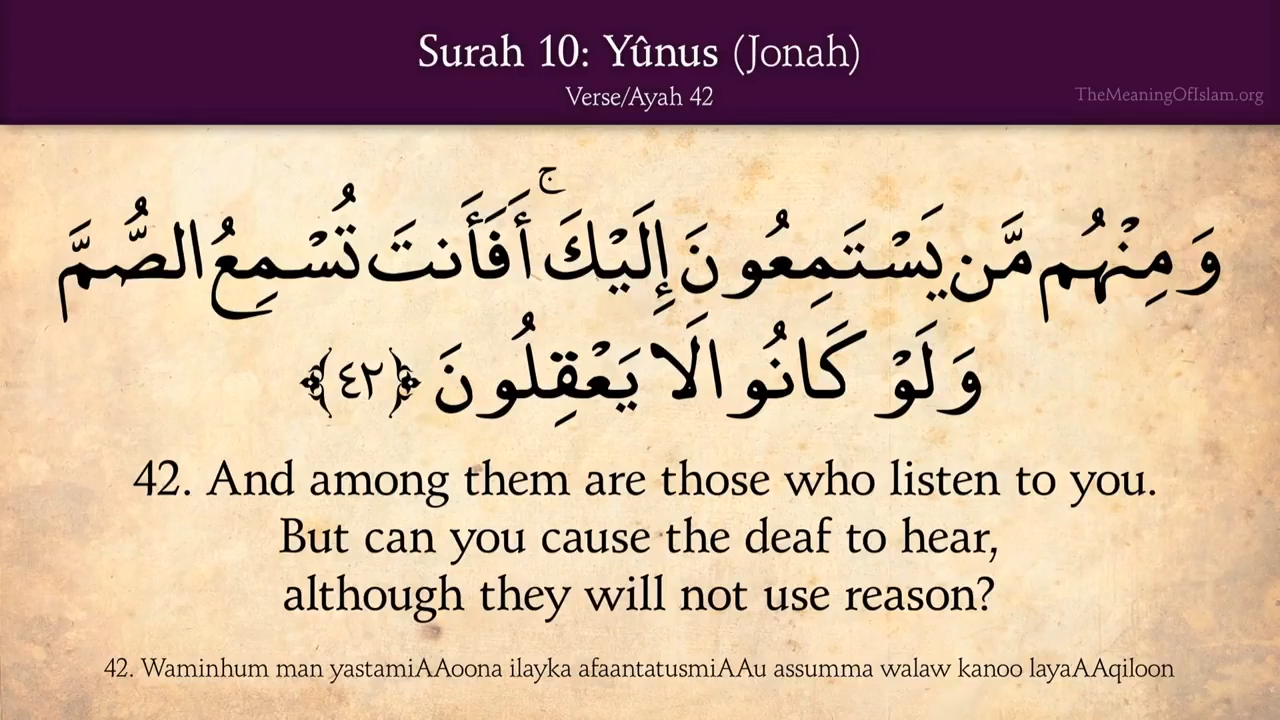 Surah 10: Yûnus (Jonah)
Verse/Ayah 42
TheMeaningOfIslam.org
وَمِنْهُم مَّن يَسْتَمِعُونَ إِلَيْكَ ۚ أَفَأَنتَ تُسْمِعُ الصُّمَّ
وَلَوْ كَانُوا لَا يَعْقِلُونَ ﴿٤٢﴾
42. And among them are those who listen to you.
But can you cause the deaf to hear,
although they will not use reason?
42. Waminhum man yastamiAAoona ilayka afaantatusmiAAu assumma walaw kanoo layaAAqiloon